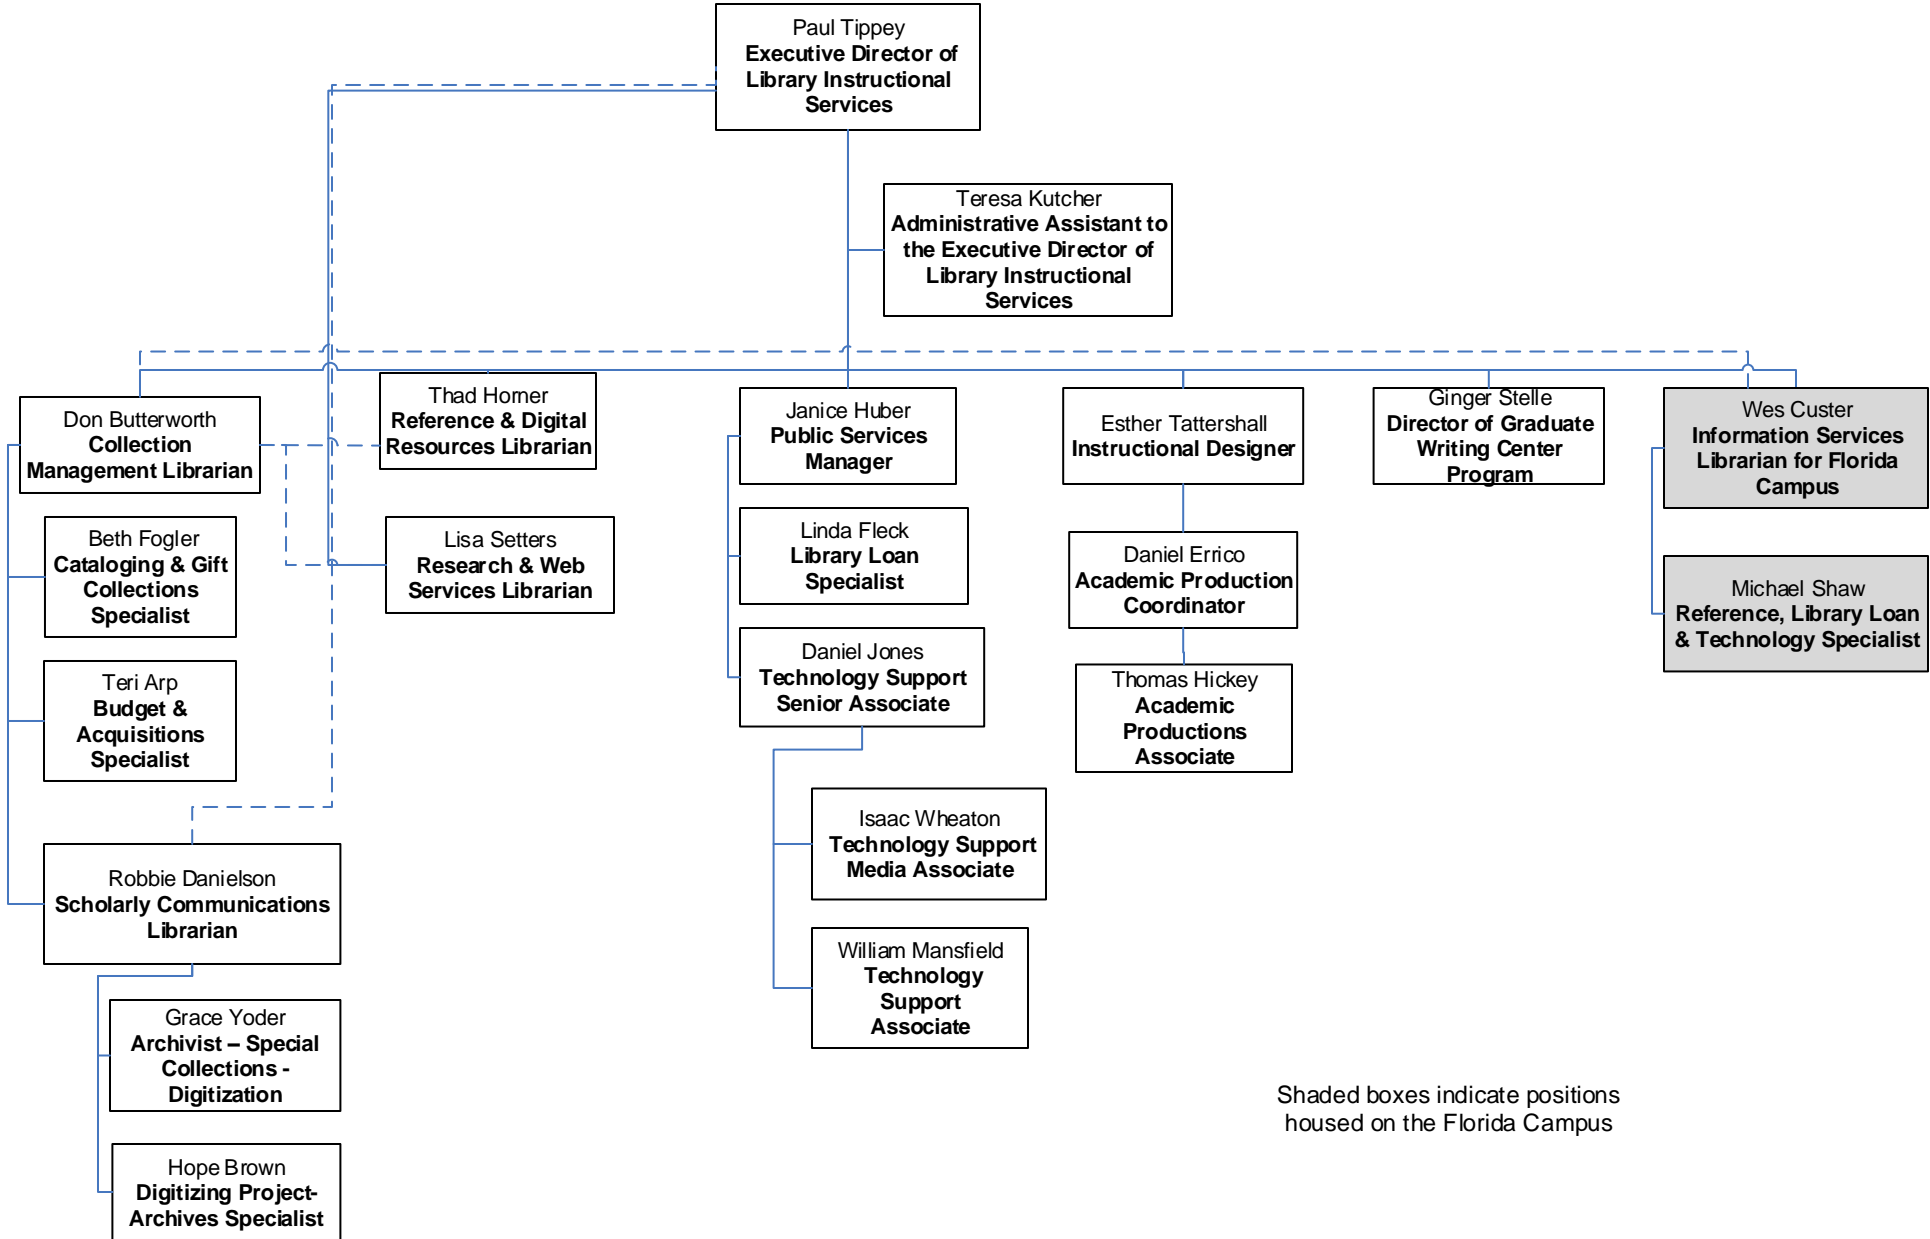 Paul Tippey
Executive Director of
Library Instructional
Services
Teresa Kutcher
Administrative Assistant to
the Executive Director of
Library Instructional
Services
Don Butterworth
Collection
Management Librarian
Thad Horner
Reference & Digital
Resources Librarian
Janice Huber
Public Services
Manager
Esther Tattershall
Instructional Designer
Ginger Stelle
Director of Graduate
Writing Center
Program
Wes Custer
Information Services
Librarian for Florida
Campus
Beth Fogler
Cataloging & Gift
Collections
Specialist
Lisa Setters
Research & Web
Services Librarian
Linda Fleck
Library Loan
Specialist
Daniel Errico
Academic Production
Coordinator
Michael Shaw
Reference, Library Loan
& Technology Specialist
Teri Arp
Budget &
Acquisitions
Specialist
Daniel Jones
Technology Support
Senior Associate
Thomas Hickey
Academic
Productions
Associate
Isaac Wheaton
Technology Support
Media Associate
Robbie Danielson
Scholarly Communications
Librarian
William Mansfield
Technology
Support
Associate
Grace Yoder
Archivist – Special
Collections -
Digitization
Hope Brown
Digitizing Project-
Archives Specialist
Shaded boxes indicate positions
housed on the Florida Campus